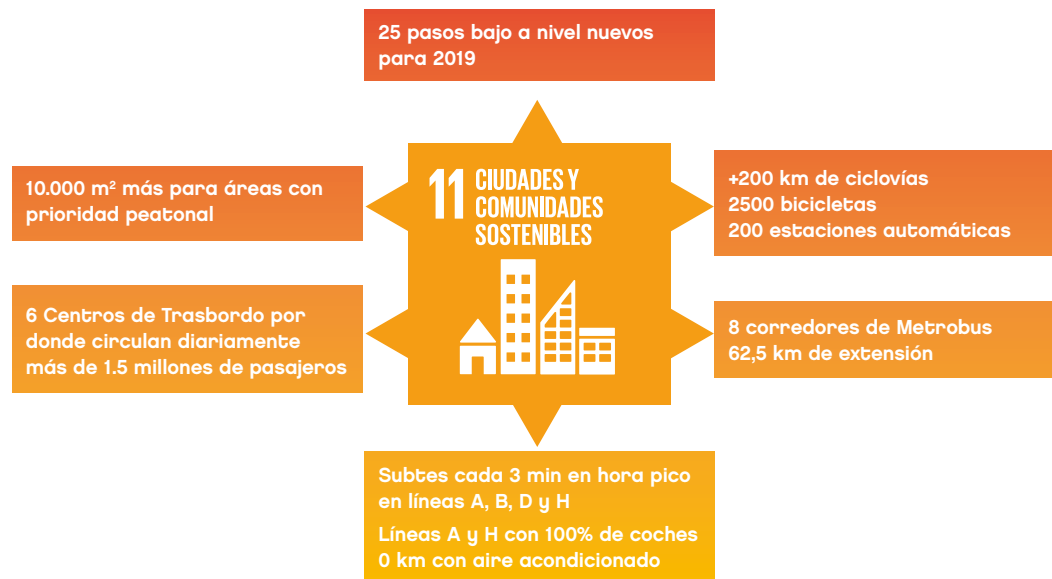 25 pasos bajo a nivel nuevos
para 2019
10.000 m² más para áreas con
prioridad peatonal
11 CIUDADES Y
COMUNIDADES
SOSTENIBLES
+200 km de ciclovías
2500 bicicletas
200 estaciones automáticas
6 Centros de Trasbordo por
donde circulan diariamente
más de 1.5 millones de pasajeros
8 corredores de Metrobus
62,5 km de extensión
Subtes cada 3 min en hora pico
en líneas A, B, D y H
Líneas A y H con 100% de coches
0 km con aire acondicionado